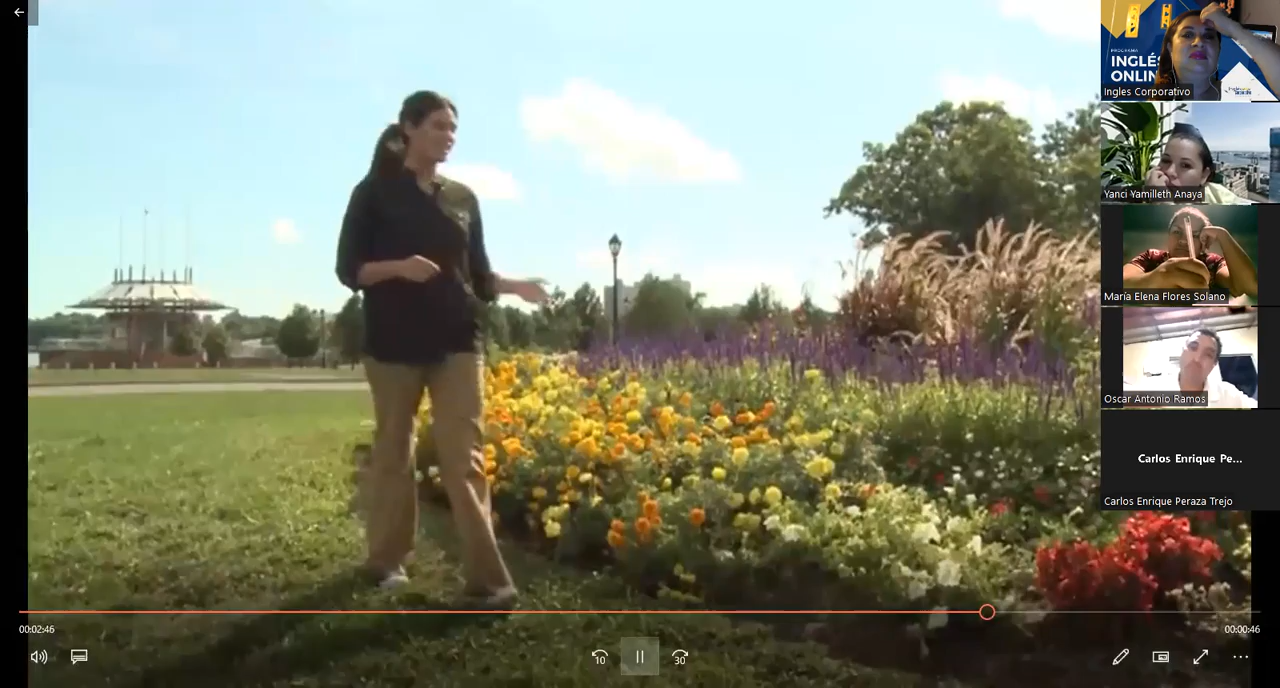 PROGRAMA
INGLÉS
ONLIN
Ingles Corporativo
Yanci Yamilleth Anaya
María Elena Flores Solano
Oscar Antonio Ramos
Carlos Enrique Pe...
Carlos Enrique Peraza Trejo
00:02:46
00:00:46
10
30